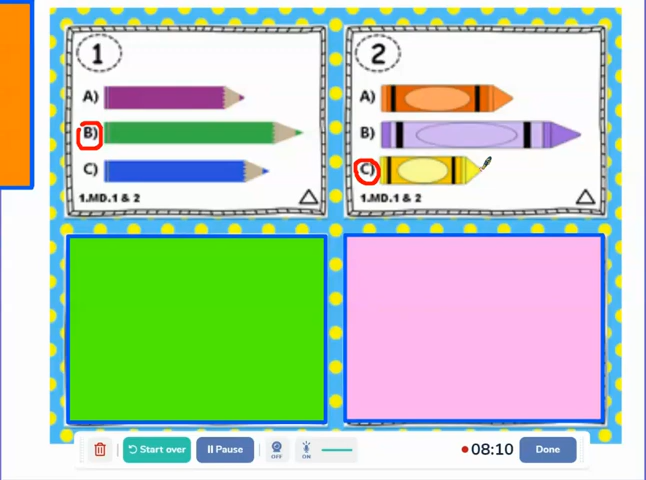 1
A)
B)
C)
1.MD.1 & 2
2
A)
B)
C)
1.MD.1 & 2
Start over
Pause
OFF
ON
08:10
Done